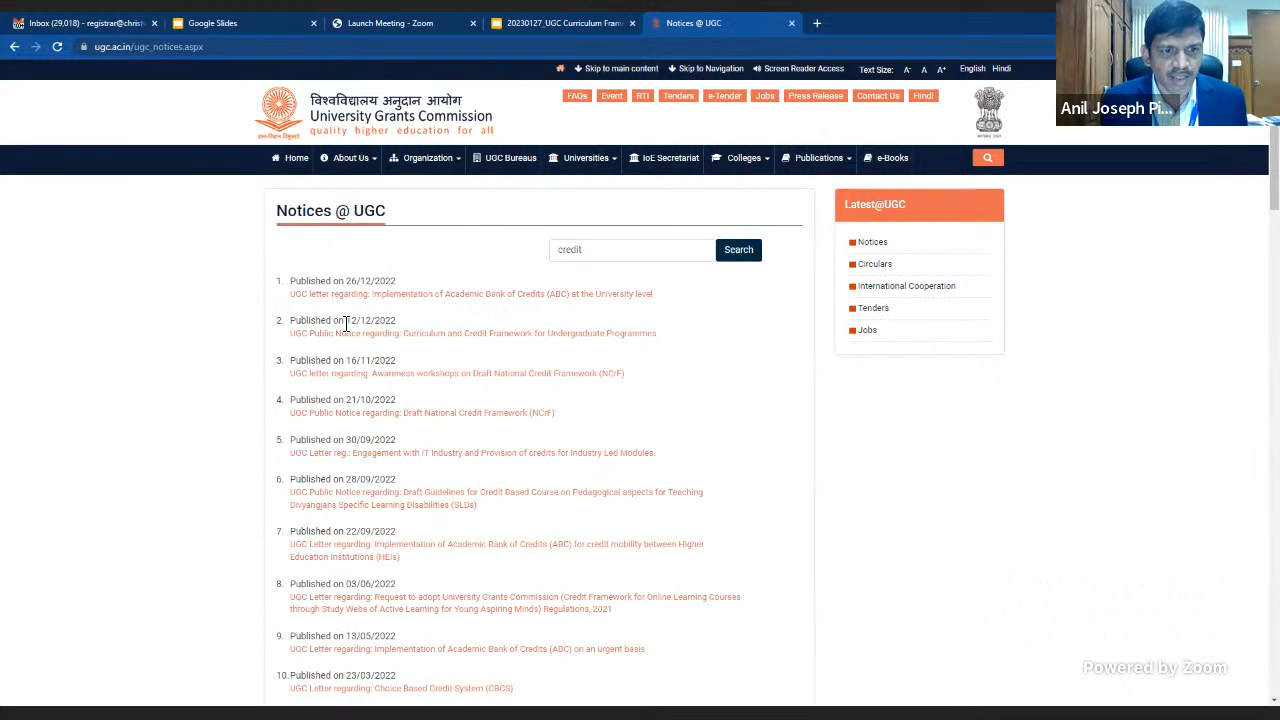 Inbox (29,018) - registrar@christ
Google Slides
Launch Meeting - Zoom
20230127_UGC Curriculum Fram
Notices @ UGC
ugc.ac.in/ugc_notices.aspx
Skip to main content
Skip to Navigation
Screen Reader Access
Text Size: A- A A+
English Hindi
विश्वविद्यालय अनुदान आयोग
University Grants Commission
quality higher education for all
FAQs Event RTI Tenders e-Tender Jobs Press Release Contact Us Hindi
Anil Joseph Pi...
Home About Us Organization UGC Bureaus Universities IoE Secretariat Colleges Publications e-Books
Notices @ UGC
credit
Search
1. Published on 26/12/2022
UGC letter regarding: Implementation of Academic Bank of Credits (ABC) at the University level
2. Published on 12/12/2022
UGC Public Notice regarding: Curriculum and Credit Framework for Undergraduate Programmes
3. Published on 16/11/2022
UGC letter regarding: Awareness workshops on Draft National Credit Framework (NCrF)
4. Published on 21/10/2022
UGC Public Notice regarding: Draft National Credit Framework (NCrF)
5. Published on 30/09/2022
UGC Letter reg.: Engagement with IT Industry and Provision of credits for Industry Led Modules.
6. Published on 28/09/2022
UGC Public Notice regarding: Draft Guidelines for Credit Based Course on Pedagogical aspects for Teaching
Divyangjans Specific Learning Disabilities (SLDs)
7. Published on 22/09/2022
UGC Letter regarding: Implementation of Academic Bank of Credits (ABC) for credit mobility between Higher
Education Institutions (HEIs)
8. Published on 03/06/2022
UGC Letter regarding: Request to adopt University Grants Commission (Credit Framework for Online Learning Courses
through Study Webs of Active Learning for Young Aspiring Minds) Regulations, 2021
9. Published on 13/05/2022
UGC Letter regarding: Implementation of Academic Bank of Credits (ABC) on an urgent basis
10. Published on 23/03/2022
UGC Letter regarding: Choice Based Credit System (CBCS)
Latest@UGC
Notices
Circulars
International Cooperation
Tenders
Jobs
Powered by Zoom